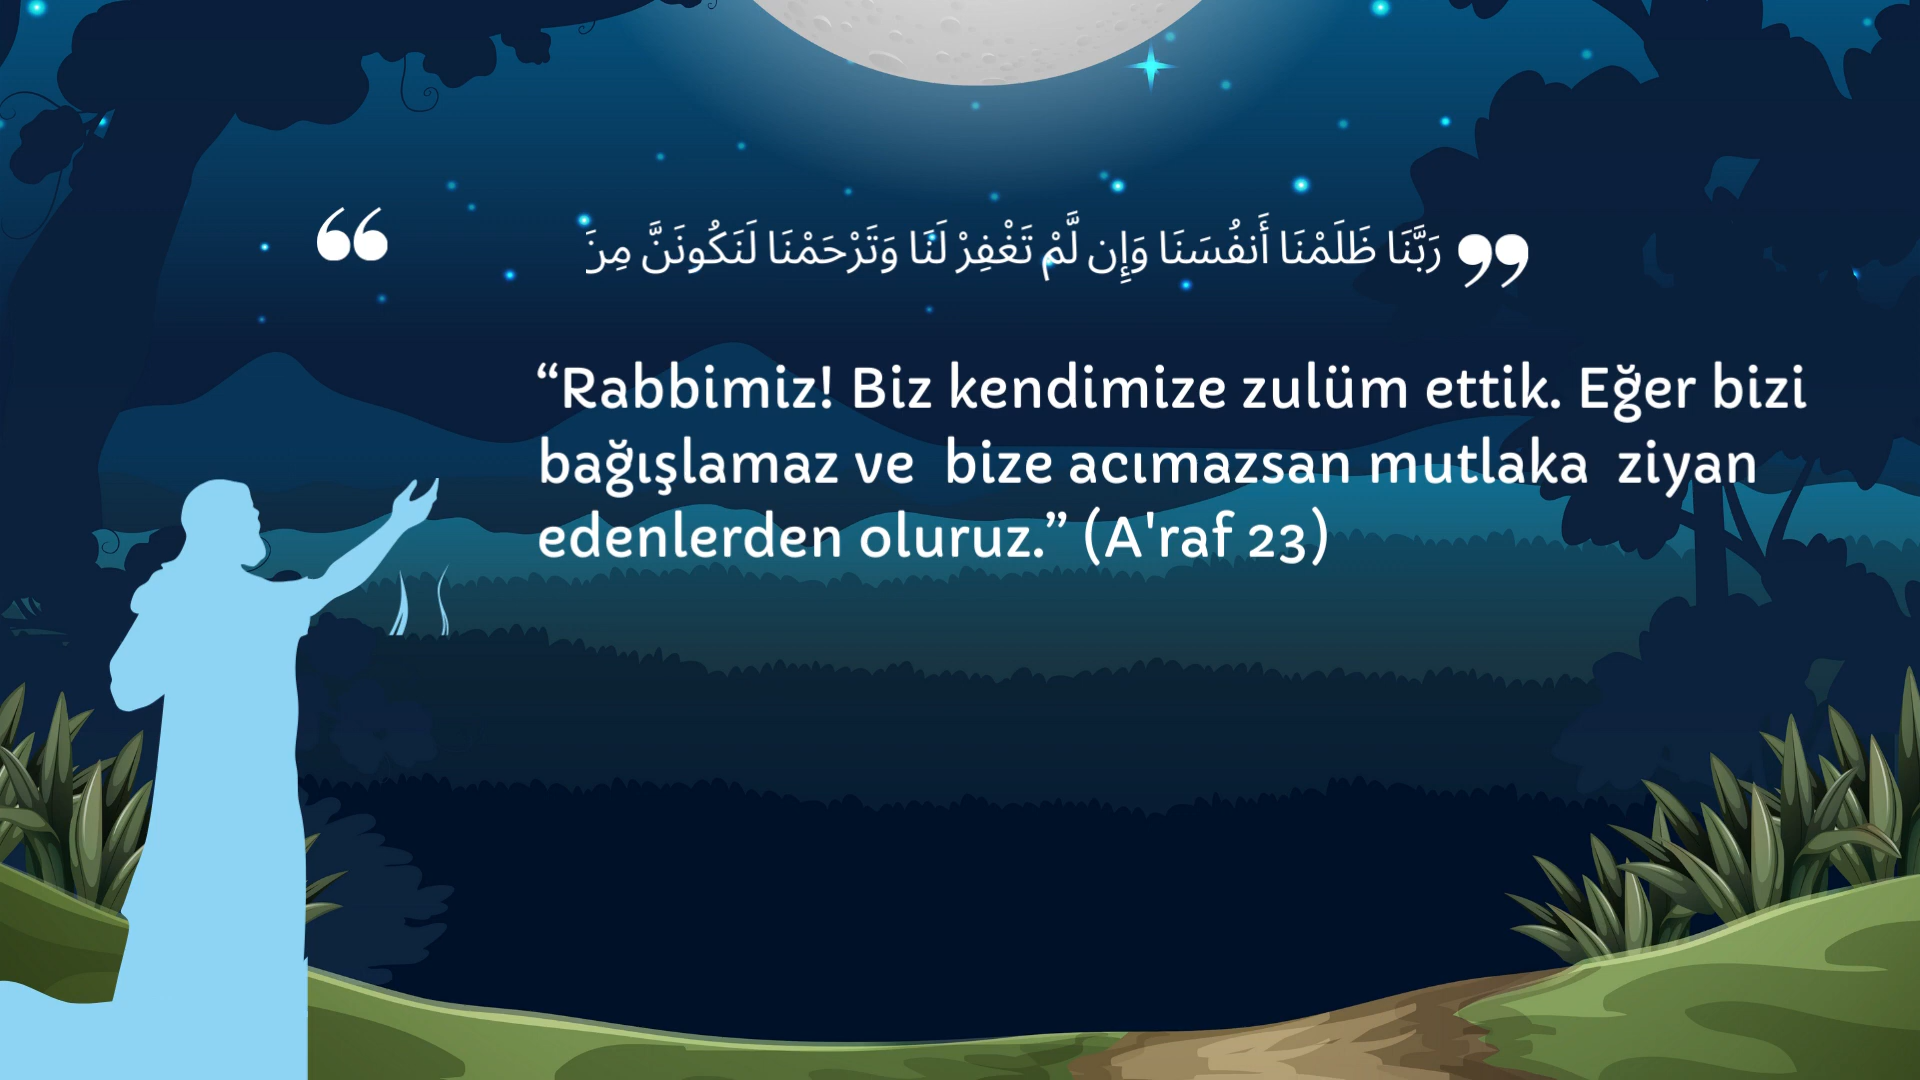 ❝ رَبَّنَا ظَلَمْنَا أَنفُسَنَا وَإِن لَّمْ تَغْفِرْ لَنَا وَتَرْحَمْنَا لَنَكُونَنَّ مِنَ ❞
“Rabbimiz! Biz kendimize zulüm ettik. Eğer bizi
bağışlamaz ve  bize acımazsan mutlaka  ziyan
edenlerden oluruz.” (A'raf 23)